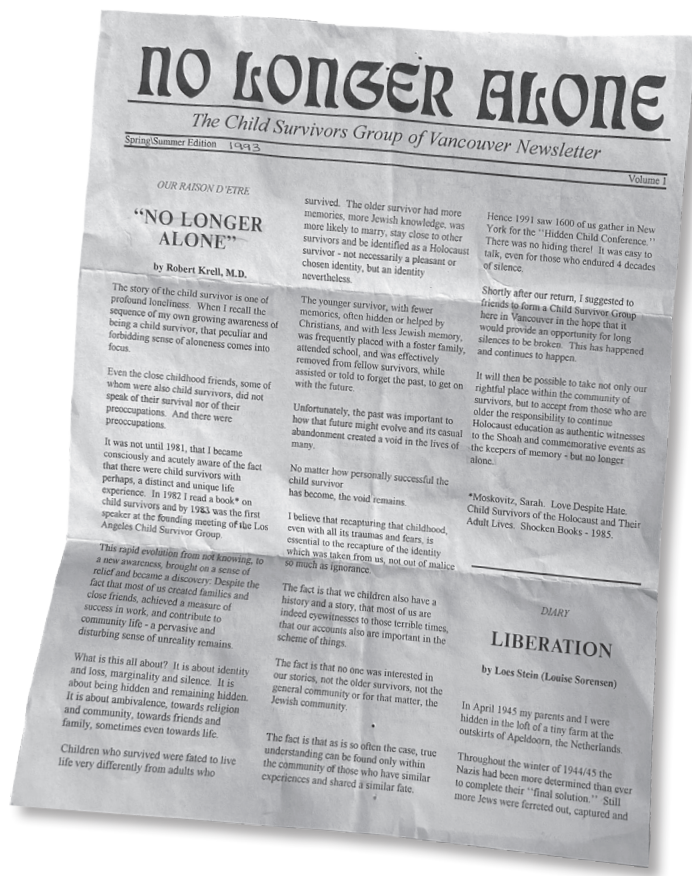 NO LONGER ALONE
The Child Survivors Group of Vancouver Newsletter
Spring\Summer Edition 1993
Volume 1
OUR RAISON D'ETRE
“NO LONGER
ALONE”
by Robert Krell, M.D.
The story of the child survivor is one of
profound loneliness. When I recall the
sequence of my own growing awareness of
being a child survivor, that peculiar and
forbidding sense of aloneness comes into
focus.
Even the close childhood friends, some of
whom were also child survivors, did not
speak of their survival nor of their
preoccupations. And there were
preoccupations.
It was not until 1981, that I became
consciously and acutely aware of the fact
that there were child survivors with
perhaps, a distinct and unique life
experience. In 1982 I read a book* on
child survivors and by 1983 was the first
speaker at the founding meeting of the Los
Angeles Child Survivor Group.
This rapid evolution from not knowing, to
a new awareness, brought on a sense of
relief and became a discovery: Despite the
fact that most of us created families and
close friends, achieved a measure of
success in work, and contribute to
community life - a pervasive and
disturbing sense of unreality remains.
What is this all about? It is about identity
and loss, marginality and silence. It is
about being hidden and remaining hidden.
It is about ambivalence, towards religion
and community, towards friends and
family, sometimes even towards life.
Children who survived were fated to live
life very differently from adults who
survived. The older survivor had more
memories, more Jewish knowledge, was
more likely to marry, stay close to other
survivors and be identified as a Holocaust
survivor - not necessarily a pleasant or
chosen identity, but an identity
nevertheless.
The younger survivor, with fewer
memories, often hidden or helped by
Christians, and with less Jewish memory,
was frequently placed with a foster family,
attended school, and was effectively
removed from fellow survivors, while
assisted or told to forget the past, to get on
with the future.
Unfortunately, the past was important to
how that future might evolve and its casual
abandonment created a void in the lives of
many.
No matter how personally successful the
child survivor
has become, the void remains.
I believe that recapturing that childhood,
even with all its traumas and fears, is
essential to the recapture of the identity
which was taken from us, not out of malice
so much as ignorance.
The fact is that we children also have a
history and a story, that most of us are
indeed eyewitnesses to those terrible times,
that our accounts also are important in the
scheme of things.
The fact is that no one was interested in
our stories, not the older survivors, not the
general community or for that matter, the
Jewish community.
The fact is that as is so often the case, true
understanding can be found only within
the community of those who have similar
experiences and shared a similar fate.
Hence 1991 saw 1600 of us gather in New
York for the “Hidden Child Conference.”
There was no hiding there! It was easy to
talk, even for those who endured 4 decades
of silence.
Shortly after our return, I suggested to
friends to form a Child Survivor Group
here in Vancouver in the hope that it
would provide an opportunity for long
silences to be broken. This has happened
and continues to happen.
It will then be possible to take not only our
rightful place within the community of
survivors, but to accept from those who are
older the responsibility to continue
Holocaust education as authentic witnesses
to the Shoah and commemorative events as
the keepers of memory - but no longer
alone.
*Moskovitz, Sarah. Love Despite Hate.
Child Survivors of the Holocaust and Their
Adult Lives. Shocken Books - 1985.
DIARY
LIBERATION
by Loes Stein (Louise Sorensen)
In April 1945 my parents and I were
hidden in the loft of a tiny farm at the
outskirts of Apeldoorn, the Netherlands.
Throughout the winter of 1944/45 the
Nazis had been more determined than ever
to complete their “final solution.” Still
more Jews were ferreted out, captured and